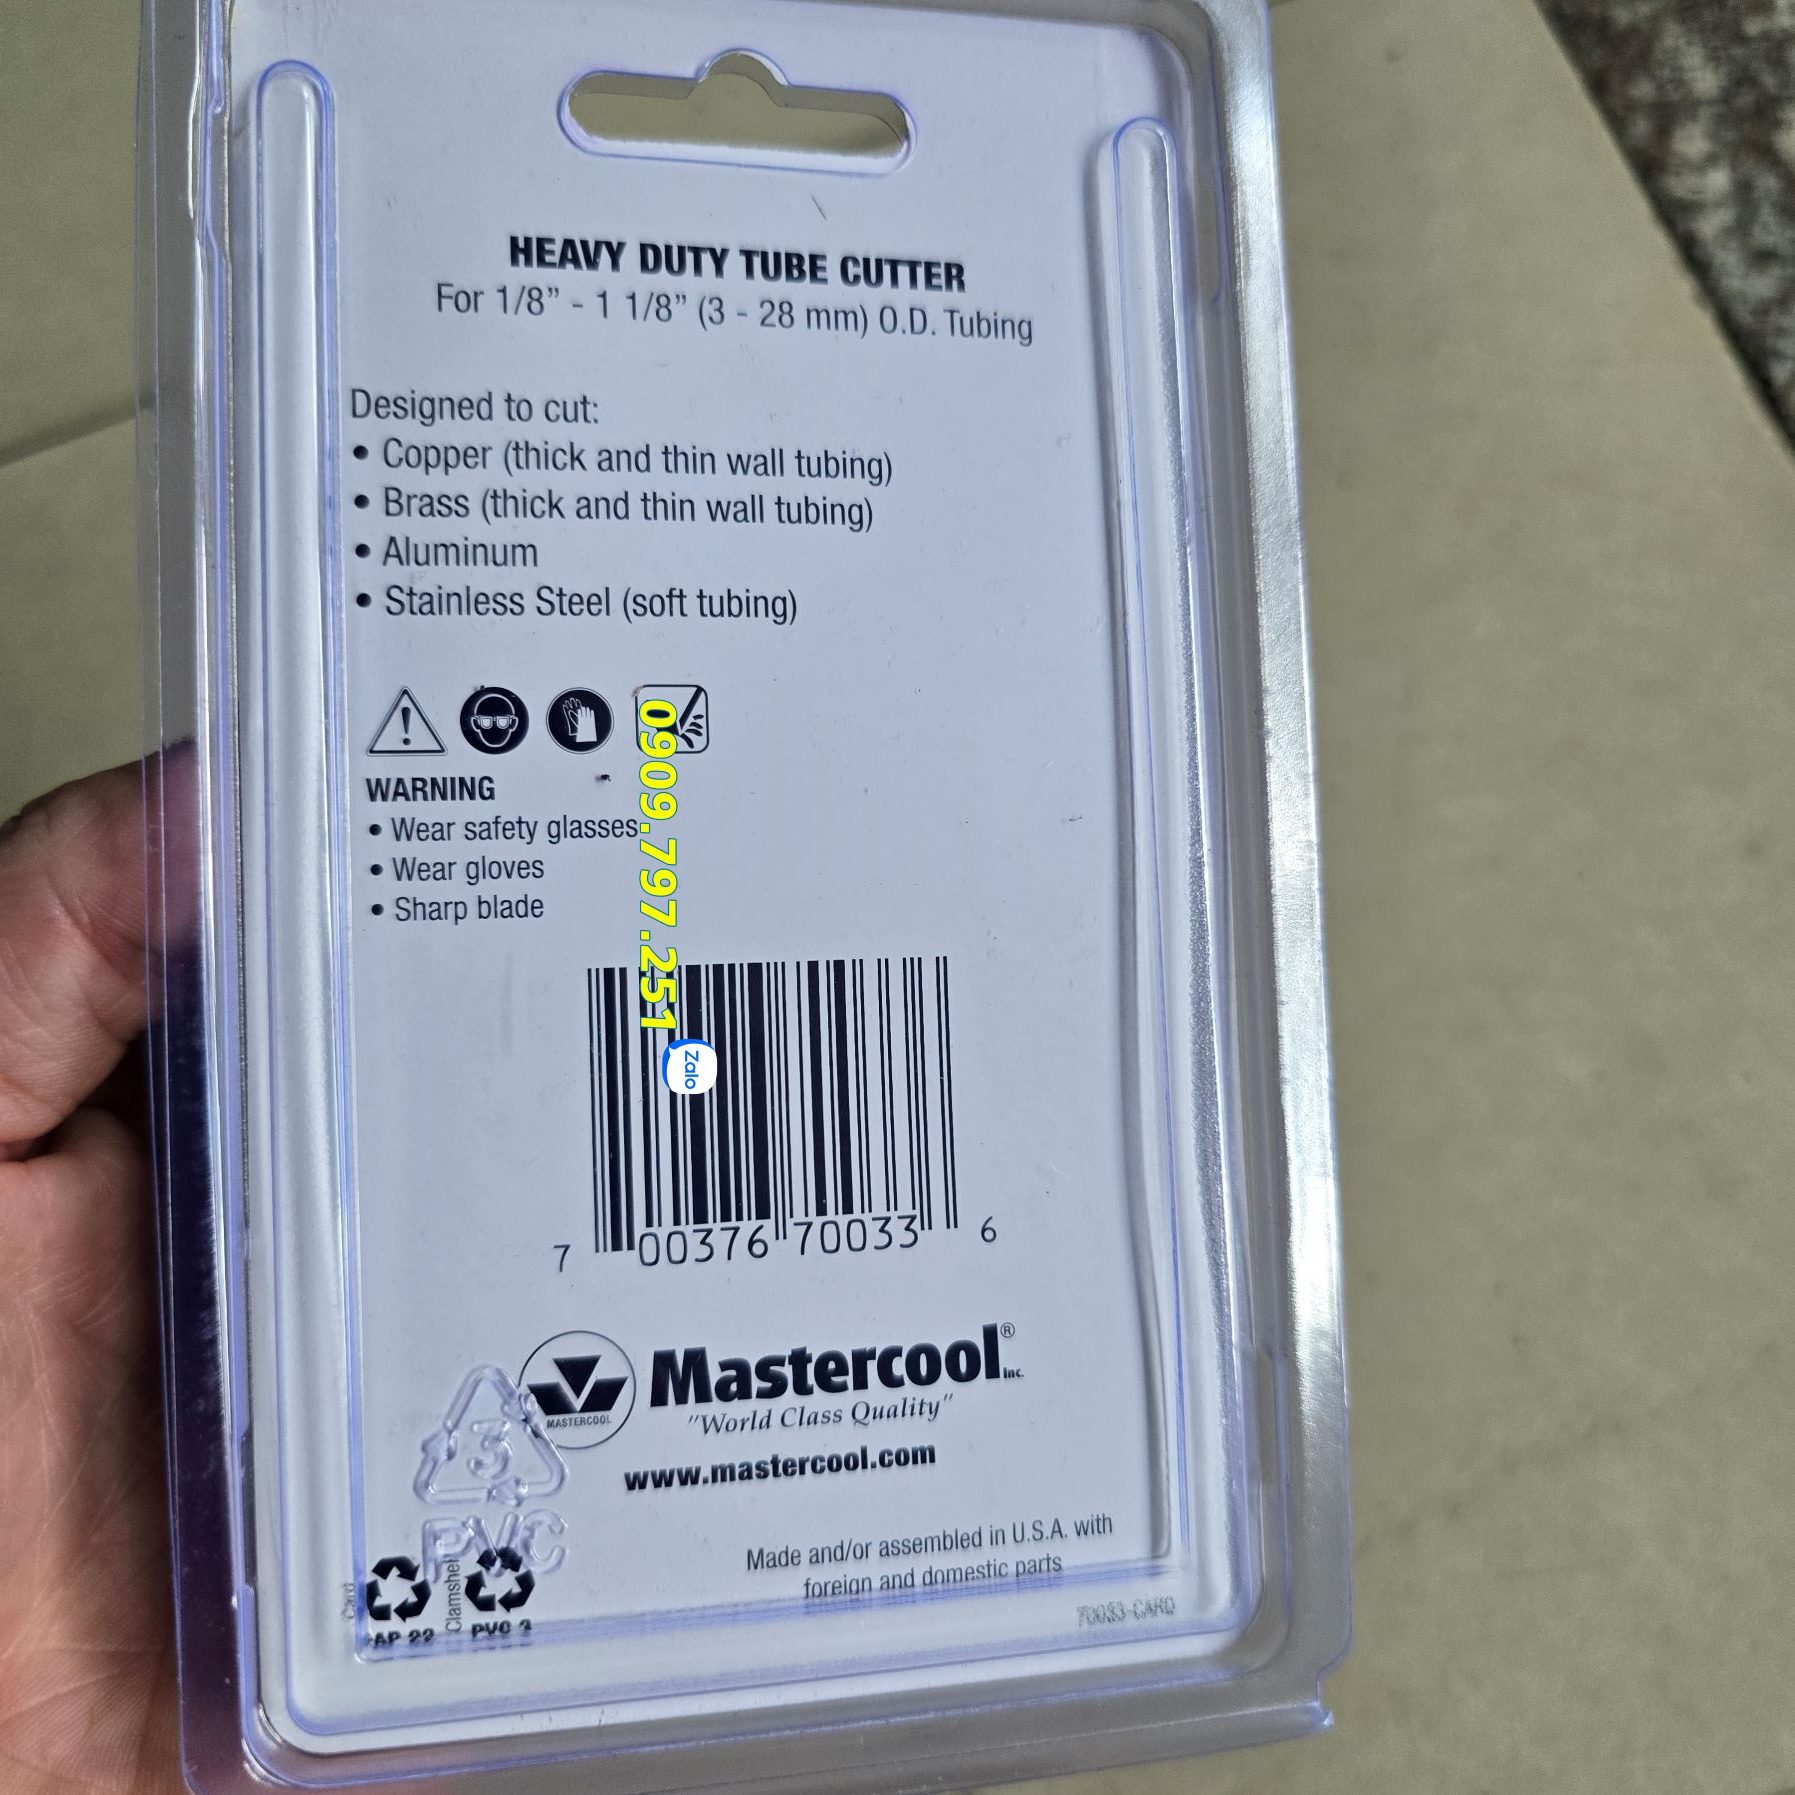 HEAVY DUTY TUBE CUTTER
For 1/8” - 1 1/8” (3 - 28 mm) O.D. Tubing
Designed to cut:
• Copper (thick and thin wall tubing)
• Brass (thick and thin wall tubing)
• Aluminum
• Stainless Steel (soft tubing)
WARNING
• Wear safety glasses
• Wear gloves
• Sharp blade
0909.797.251
Zalo
7 00376 70033 6
Mastercool® Inc.
MASTERCOOL
"World Class Quality"
www.mastercool.com
3
PVC
Made and/or assembled in U.S.A. with
foreign and domestic parts
Card
PAP 22
Clamshell
PVC 3
70033-CARD